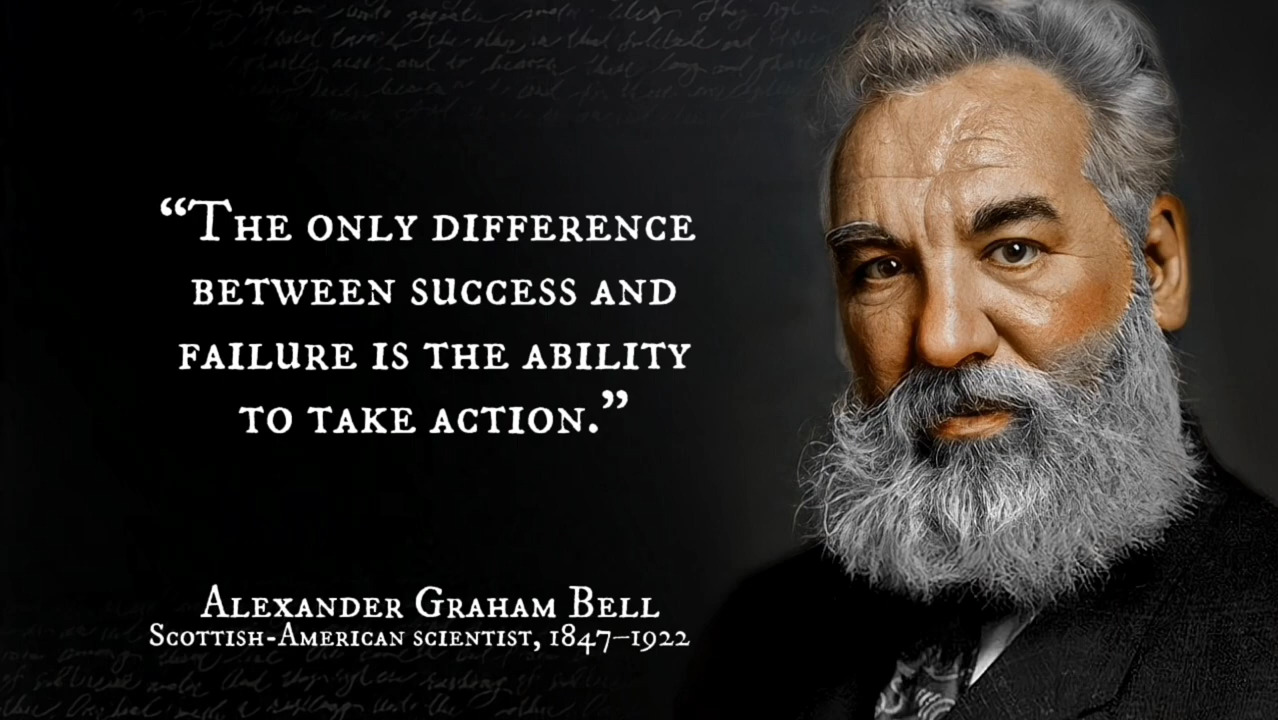 “The only difference
between success and
failure is the ability
to take action.”
Alexander Graham Bell
Scottish-American scientist, 1847–1922